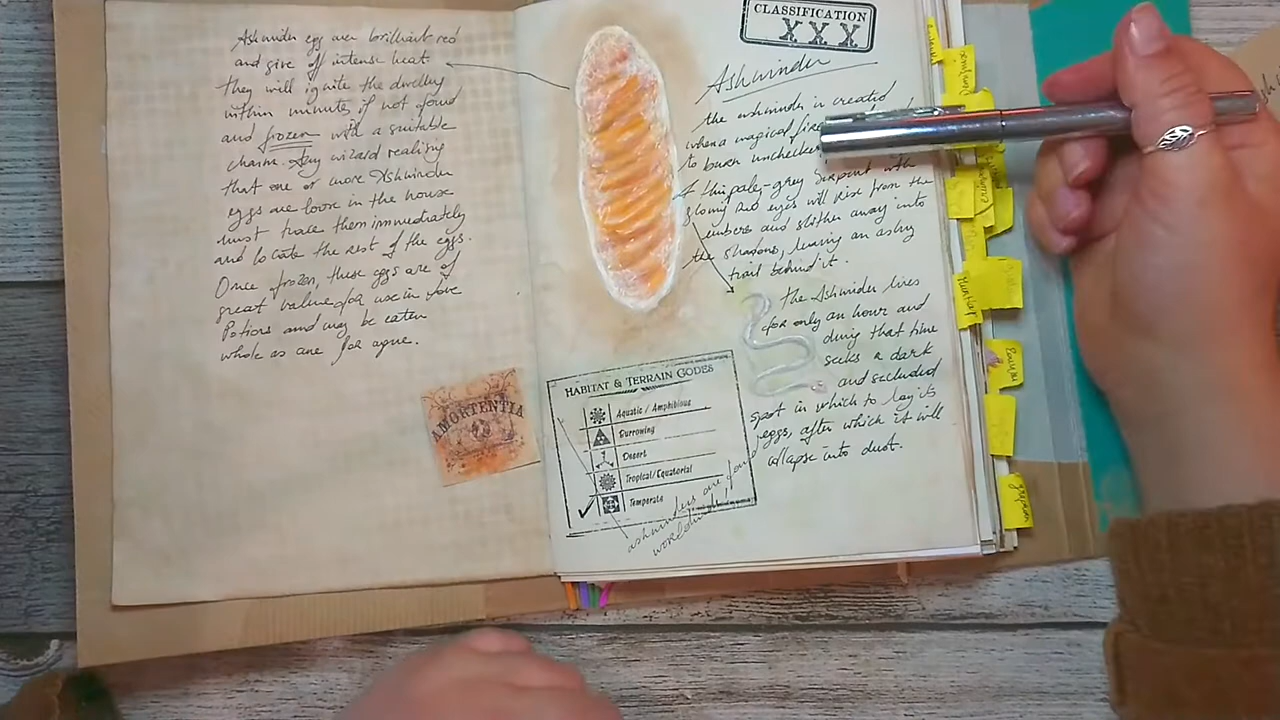 Ashwinder egg are brilliant red
and give of intense heat
they will ignite the dwelling
within minutes if not found
and frozen with a suitable
charm. Any wizard realising
that one or more Ashwinder
eggs are loose in the house
must trace them immediately
and locate the nest of the eggs.
Once frozen, these eggs are of
great value for use in love
Potions and may be eaten
whole as a cure for ague.
AMORTENTIA
CLASSIFICATION
XXX
Ashwinder
the ashwinder is created
when a magical fire
to burn unchecked
A thin pale-grey Serpent with
glowing red eyes will rise from the
embers and slither away into
the shadows, leaving an ashy
trail behind it.
the Ashwinder lives
for only an hour and
during that time
seeks a dark
and secluded
spot in which to lay its
eggs, after which it will
collapse into dust.
HABITAT & TERRAIN CODES
Aquatic / Amphibious
Burrowing
Desert
Tropical/Equatorial
Temperate
ashwinders are found
worldwide!